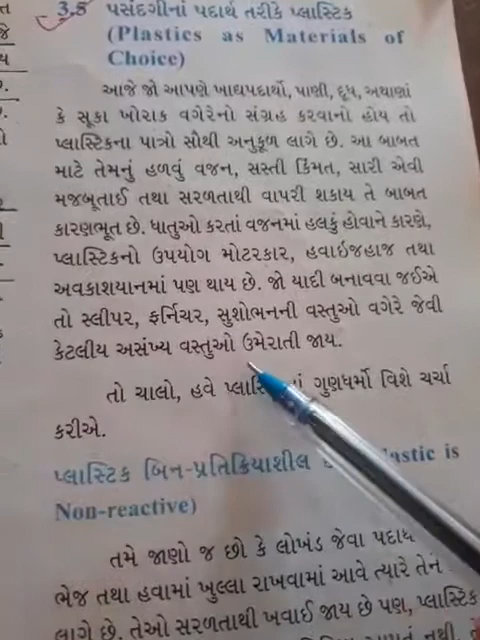 3.5 પસંદગીનાં પદાર્થ તરીકે પ્લાસ્ટિક
(Plastics as Materials of
Choice)
આજે જો આપણે ખાદ્યપદાર્થો, પાણી, દૂધ, અથાણાં
કે સૂકા ખોરાક વગેરેનો સંગ્રહ કરવાનો હોય તો
પ્લાસ્ટિકના પાત્રો સૌથી અનુકૂળ લાગે છે. આ બાબત
માટે તેમનું હળવું વજન, સસ્તી કિંમત, સારી એવી
મજબૂતાઈ તથા સરળતાથી વાપરી શકાય તે બાબત
કારણભૂત છે. ધાતુઓ કરતાં વજનમાં હલકું હોવાને કારણે,
પ્લાસ્ટિકનો ઉપયોગ મોટરકાર, હવાઈજહાજ તથા
અવકાશયાનમાં પણ થાય છે. જો યાદી બનાવવા જઈએ
તો સ્લીપર, ફર્નિચર, સુશોભનની વસ્તુઓ વગેરે જેવી
કેટલીય અસંખ્ય વસ્તુઓ ઉમેરાતી જાય.
તો ચાલો, હવે ગુણધર્મો વિશે ચર્ચા
કરીએ.
પ્લાસ્ટિક બિન-પ્રતિક્રિયાશીલ is
Non-reactive)
તમે જાણો જ છો કે લોખંડ જેવા
ભેજ તથા હવામાં ખુલ્લા રાખવામાં આવે ત્યારે તેને
લાગે છે. તેઓ સરળતાથી ખવાઈ જાય છે પણ, પ્લાસ્ટિક